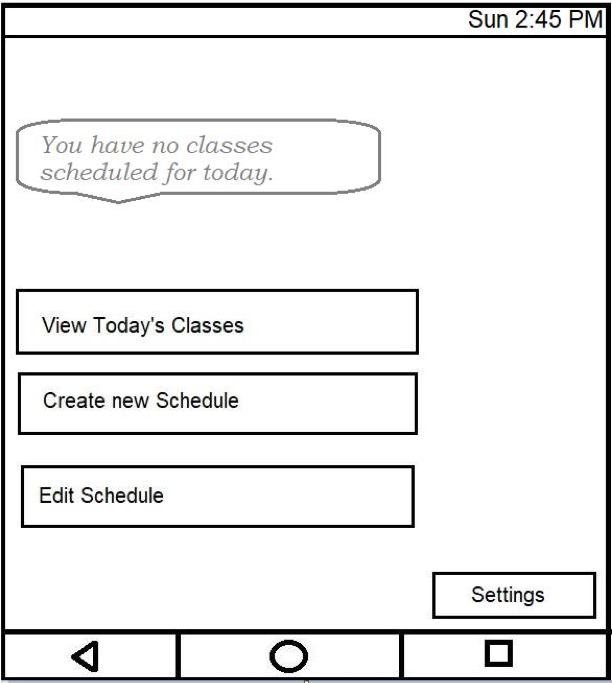 Sun 2:45 PM
You have no classes
scheduled for today.
View Today's Classes
Create new Schedule
Edit Schedule
Settings